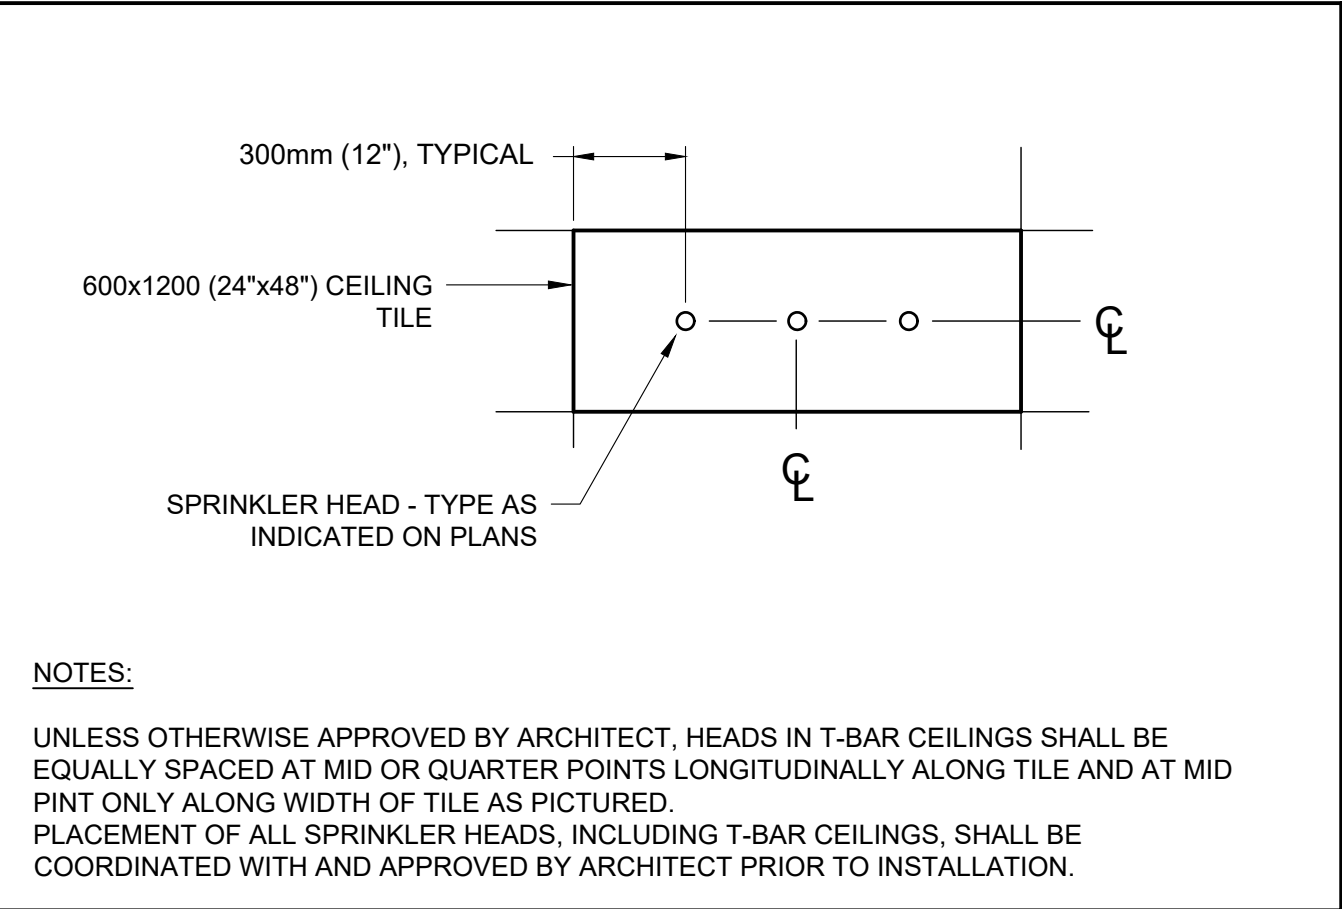 300mm (12"), TYPICAL
600x1200 (24"x48") CEILING
TILE
℄
℄
SPRINKLER HEAD - TYPE AS
INDICATED ON PLANS
NOTES:
UNLESS OTHERWISE APPROVED BY ARCHITECT, HEADS IN T-BAR CEILINGS SHALL BE
EQUALLY SPACED AT MID OR QUARTER POINTS LONGITUDINALLY ALONG TILE AND AT MID
PINT ONLY ALONG WIDTH OF TILE AS PICTURED.
PLACEMENT OF ALL SPRINKLER HEADS, INCLUDING T-BAR CEILINGS, SHALL BE
COORDINATED WITH AND APPROVED BY ARCHITECT PRIOR TO INSTALLATION.